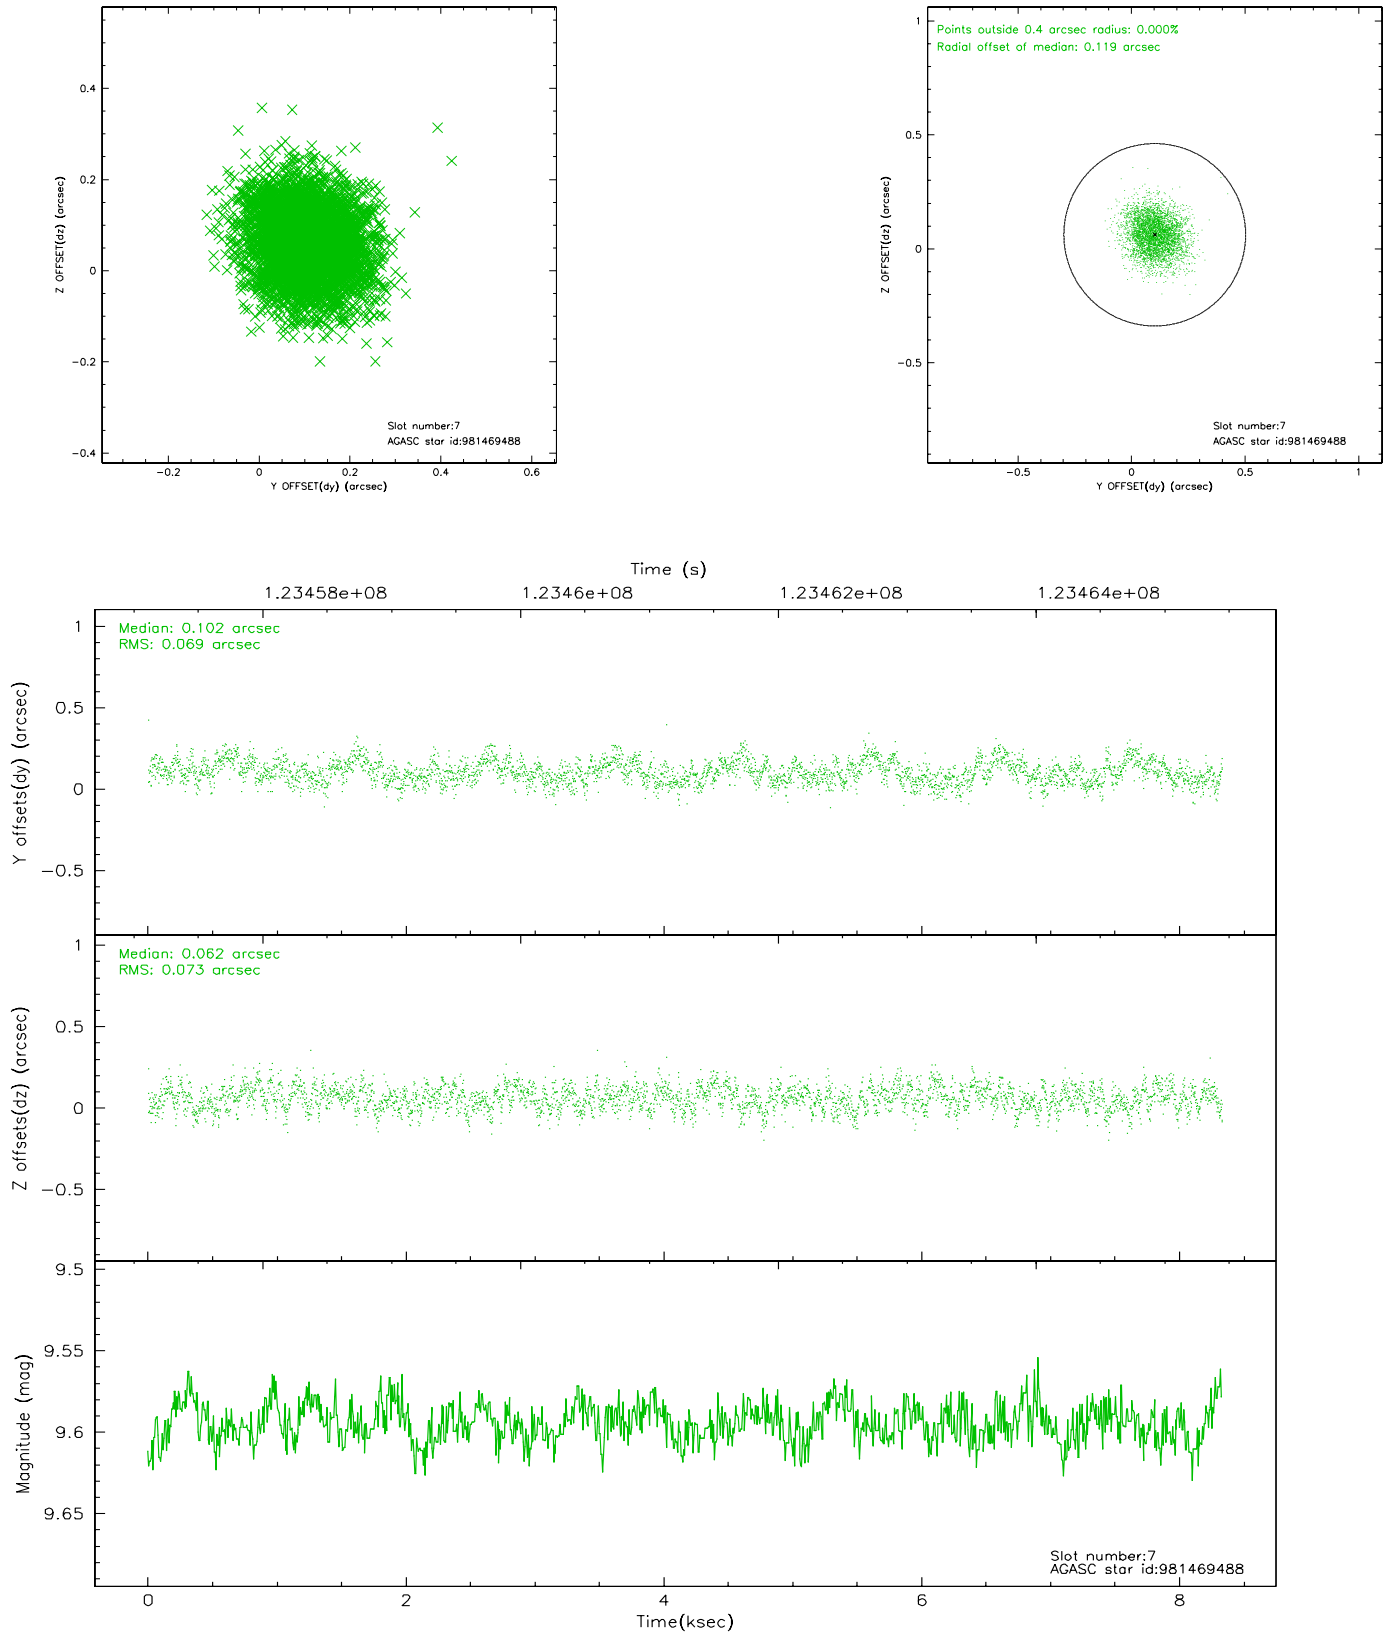 0.4
0.2
0
−0.2
−0.4
Z OFFSET(dz) (arcsec)
Slot number:7
AGASC star id:981469488
−0.2
0
0.2
0.4
0.6
Y OFFSET(dy) (arcsec)
Points outside 0.4 arcsec radius: 0.000%
Radial offset of median: 0.119 arcsec
1
0.5
0
−0.5
Z OFFSET(dz) (arcsec)
Slot number:7
AGASC star id:981469488
−0.5
0
0.5
1
Y OFFSET(dy) (arcsec)
Time (s)
1.23458e+08
1.2346e+08
1.23462e+08
1.23464e+08
Median: 0.102 arcsec
RMS: 0.069 arcsec
1
0.5
0
−0.5
Y offsets(dy) (arcsec)
Median: 0.062 arcsec
RMS: 0.073 arcsec
1
0.5
0
−0.5
Z offsets(dz) (arcsec)
9.5
9.55
9.6
9.65
Magnitude (mag)
Slot number:7
AGASC star id:981469488
0
2
4
6
8
Time(ksec)